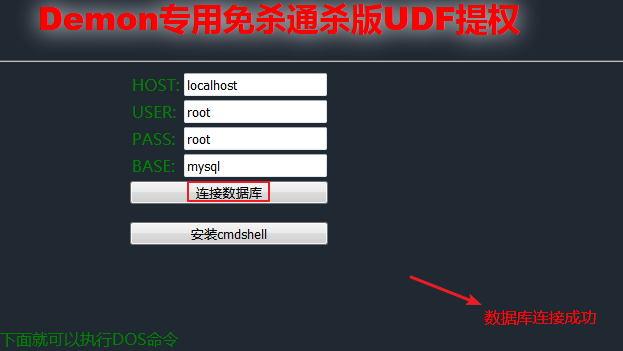 Demon专用免杀通杀版UDF提权
HOST: localhost
USER: root
PASS: root
BASE: mysql
连接数据库
安装cmdshell
数据库连接成功
下面就可以执行DOS命令